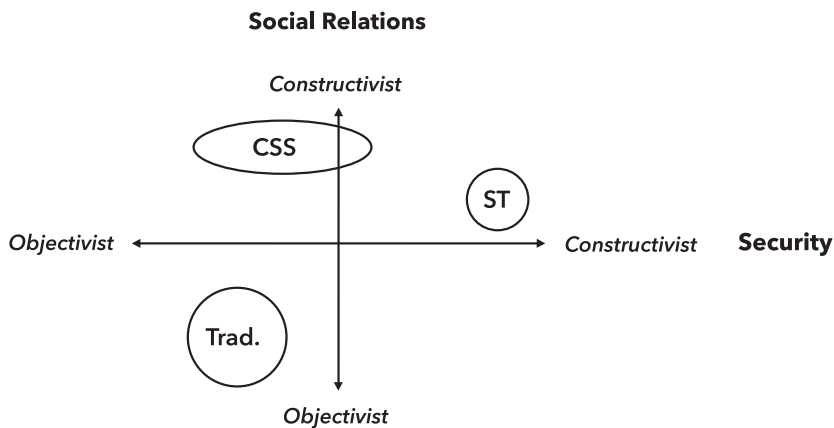 Social Relations
Constructivist
CSS
ST
Objectivist
Constructivist
Security
Trad.
Objectivist